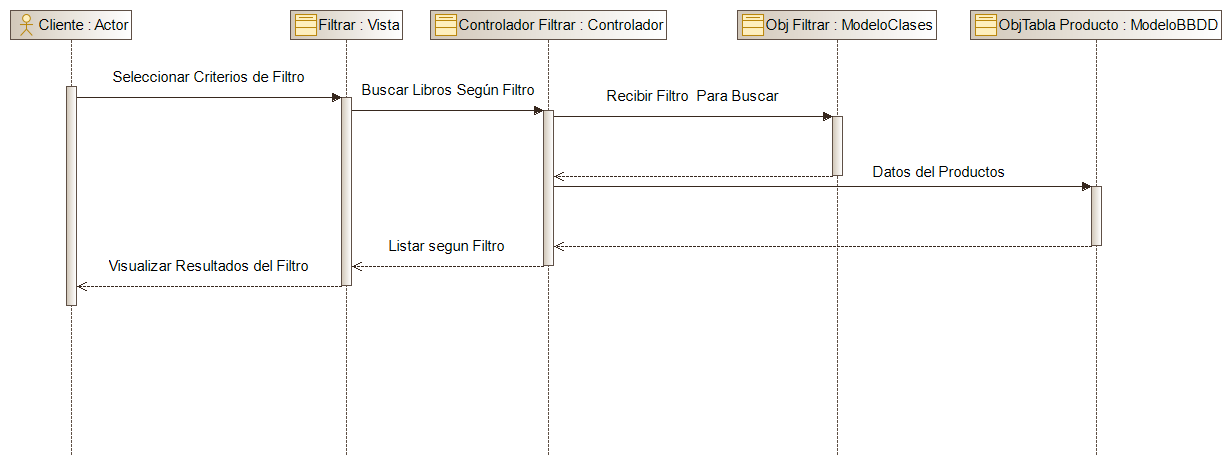 Cliente : Actor
Filtrar : Vista
Controlador Filtrar : Controlador
Obj Filtrar : ModeloClases
ObjTabla Producto : ModeloBBDD
Seleccionar Criterios de Filtro
Buscar Libros Según Filtro
Recibir Filtro  Para Buscar
Datos del Productos
Listar segun Filtro
Visualizar Resultados del Filtro